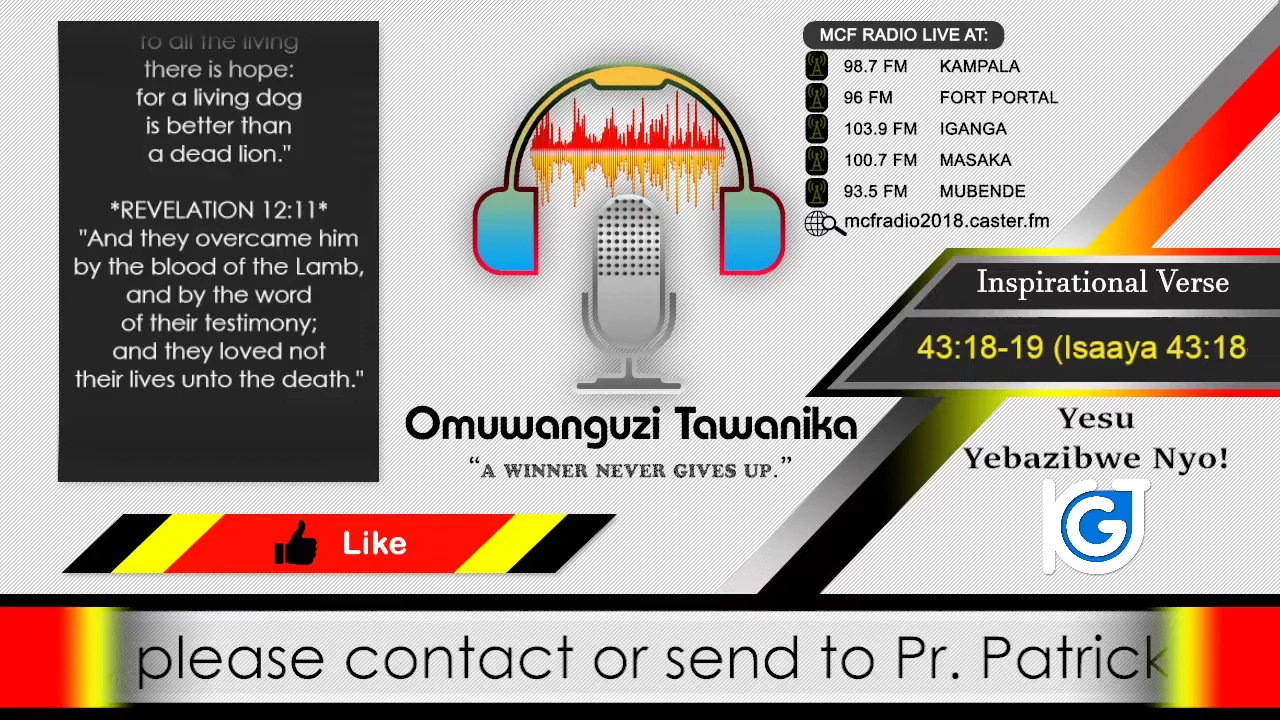 to all the living
there is hope:
for a living dog
is better than
a dead lion."
*REVELATION 12:11*
"And they overcame him
by the blood of the Lamb,
and by the word
of their testimony;
and they loved not
their lives unto the death."
Omuwanguzi Tawanika
“A WINNER NEVER GIVES UP.”
MCF RADIO LIVE AT:
98.7 FM KAMPALA
96 FM FORT PORTAL
103.9 FM IGANGA
100.7 FM MASAKA
93.5 FM MUBENDE
mcfradio2018.caster.fm
Inspirational Verse
43:18-19 (Isaaya 43:18
Yesu
Yebazibwe Nyo!
KGT
Like
please contact or send to Pr. Patrick